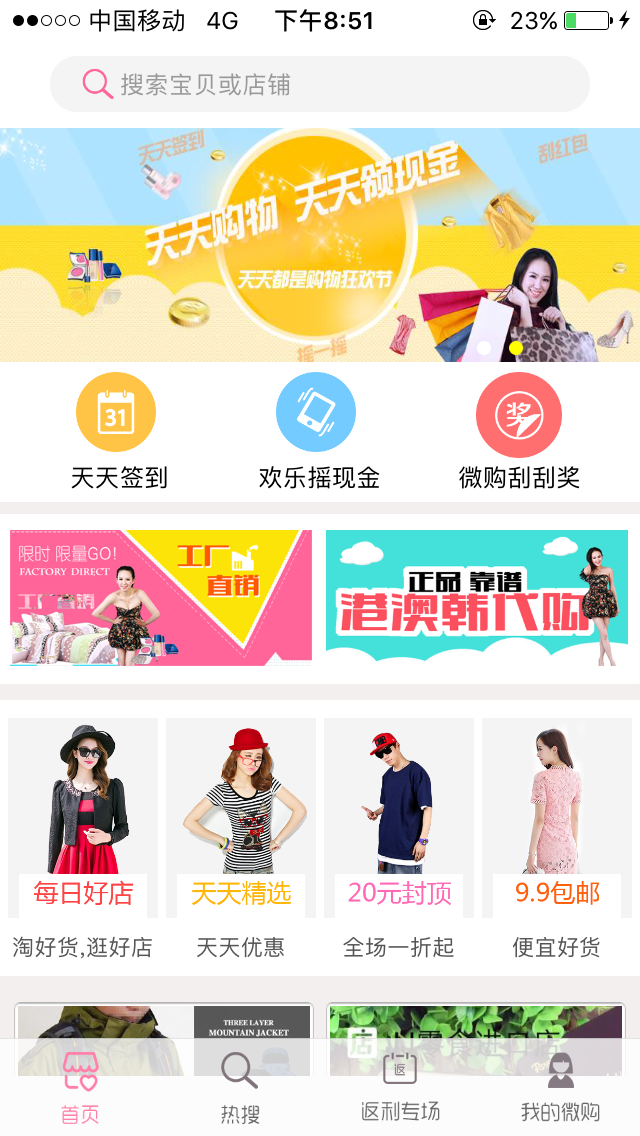 中国移动 4G 下午8:51 23%
搜索宝贝或店铺
天天签到
刮红包
天天购物 天天领现金
天天都是购物狂欢节
摇一摇
31
奖
天天签到 欢乐摇现金 微购刮刮奖
限时 限量GO!
FACTORY DIRECT
工厂直销
工厂
直销
正品 靠谱
港澳韩代购
每日好店 天天精选 20元封顶 9.9包邮
淘好货,逛好店 天天优惠 全场一折起 便宜好货
THREE LAYER
MOUNTAIN JACKET
店
零食进口店
返
首页 热搜 返利专场 我的微购